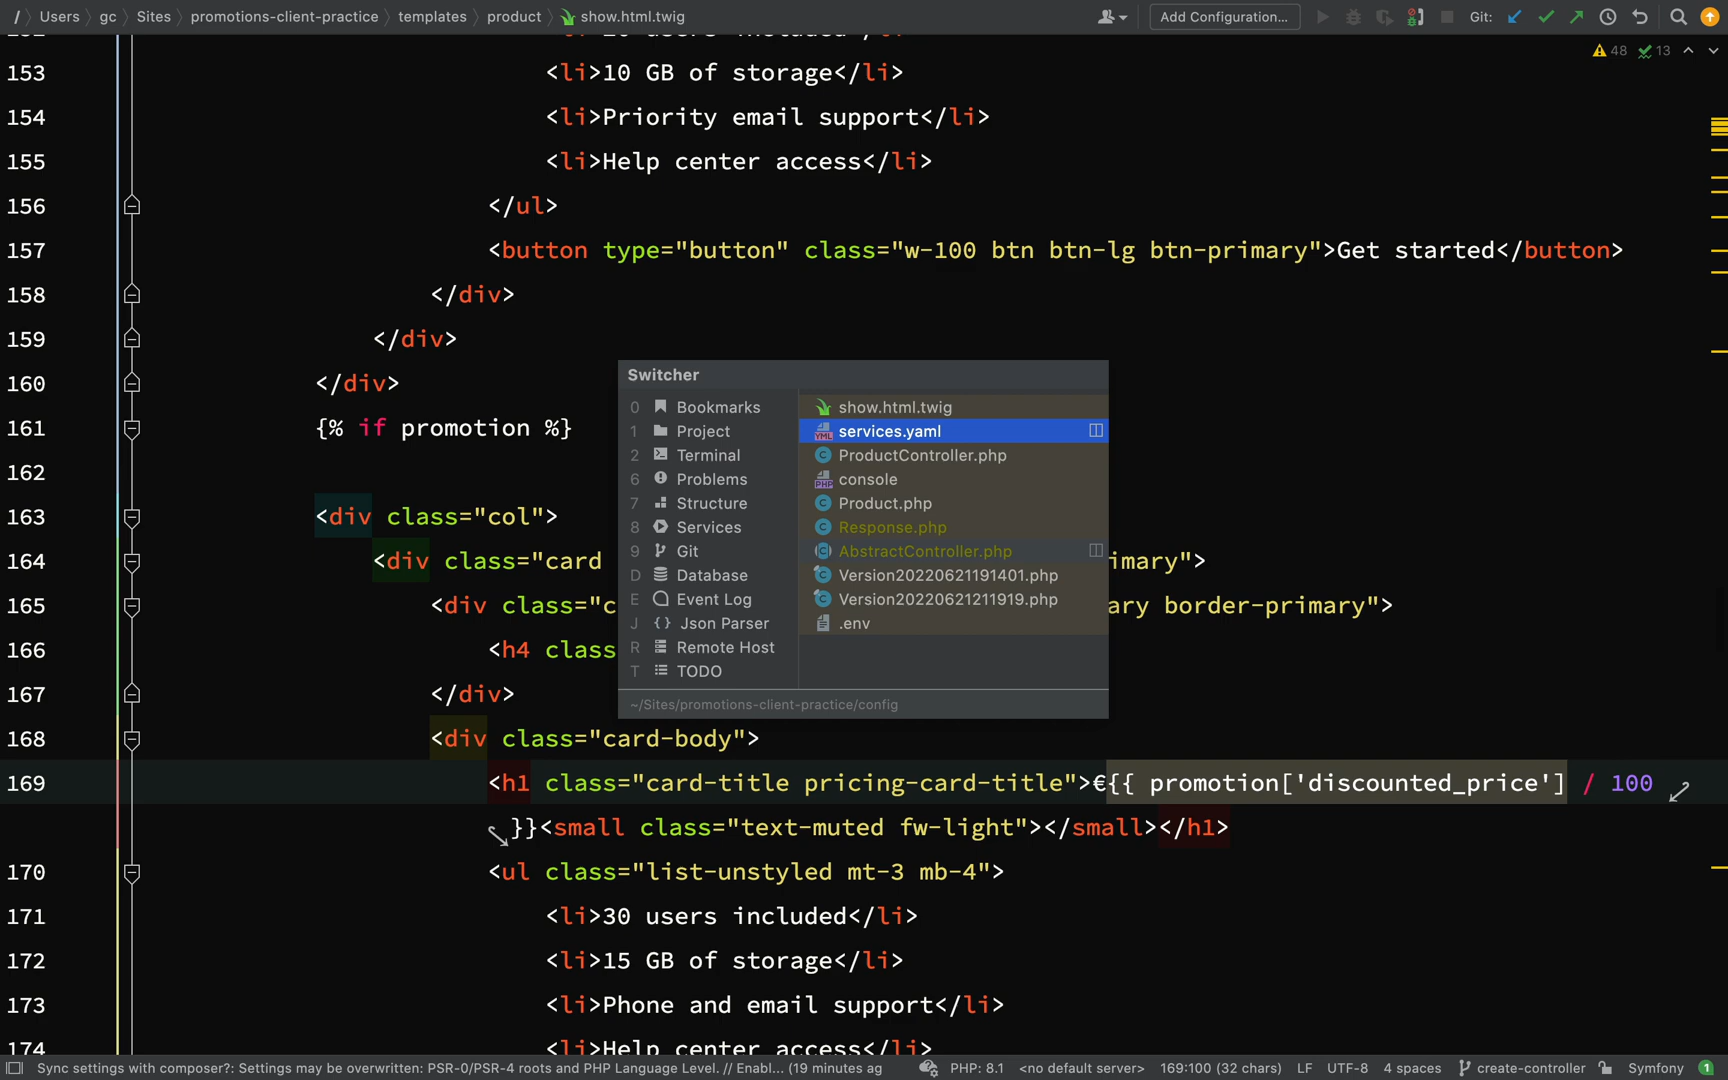 / Users gc Sites promotions-client-practice templates product show.html.twig Add Configuration... Git:
152 included
48 13
153 <li>10 GB of storage</li>
154 <li>Priority email support</li>
155 <li>Help center access</li>
156 </ul>
157 <button type="button" class="w-100 btn btn-lg btn-primary">Get started</button>
158 </div>
159 </div>
160 </div>
161 {% if promotion %}
162
163 <div class="col">
164 <div class="card imary">
165 <div class="c ary border-primary">
166 <h4 class=
167 </div>
168 <div class="card-body">
169 <h1 class="card-title pricing-card-title">€{{ promotion['discounted_price'] / 100
}}<small class="text-muted fw-light"></small></h1>
170 <ul class="list-unstyled mt-3 mb-4">
171 <li>30 users included</li>
172 <li>15 GB of storage</li>
173 <li>Phone and email support</li>
174 <li>Help center access</li>
Switcher
0 Bookmarks
1 Project
2 Terminal
6 Problems
7 Structure
8 Services
9 Git
D Database
E Event Log
J Json Parser
R Remote Host
T TODO
show.html.twig
services.yaml
ProductController.php
console
Product.php
Response.php
AbstractController.php
Version20220621191401.php
Version20220621211919.php
.env
~/Sites/promotions-client-practice/config
Sync settings with composer?: Settings may be overwritten: PSR-0/PSR-4 roots and PHP Language Level. // Enabl... (19 minutes ag PHP: 8.1 <no default server> 169:100 (32 chars) LF UTF-8 4 spaces create-controller Symfony 1